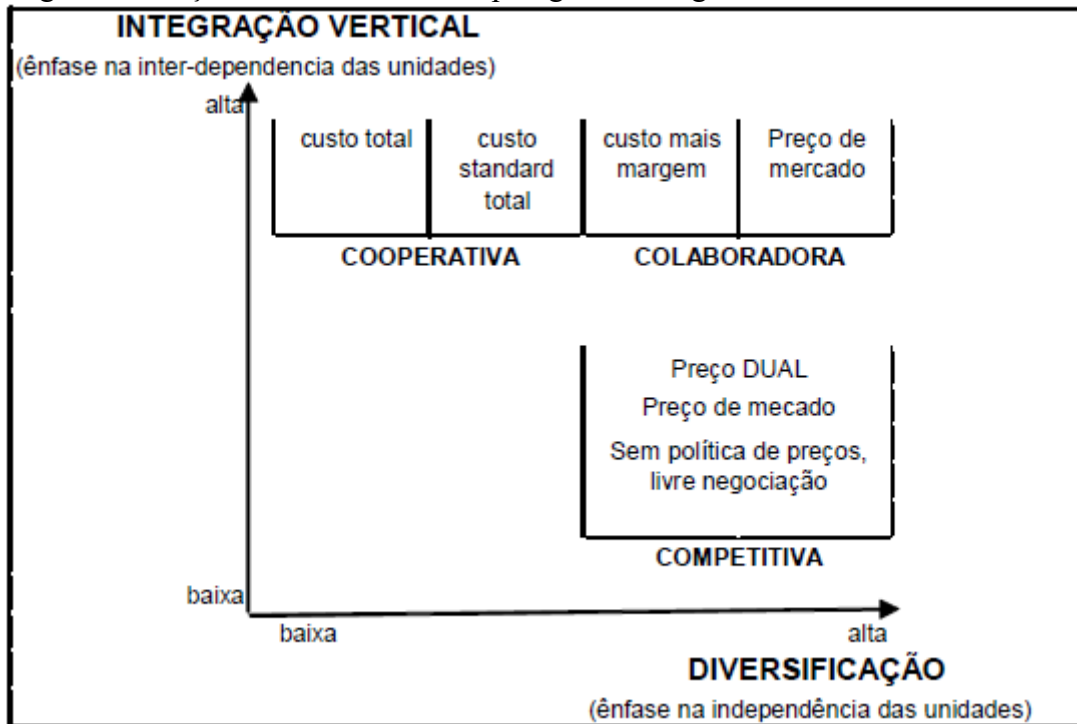 INTEGRAÇÃO VERTICAL
(ênfase na inter-dependencia das unidades)
alta
custo total
custo
standard
total
custo mais
margem
Preço de
mercado
COOPERATIVA
COLABORADORA
Preço DUAL
Preço de mecado
Sem política de preços,
livre negociação
COMPETITIVA
baixa
baixa
alta
DIVERSIFICAÇÃO
(ênfase na independência das unidades)